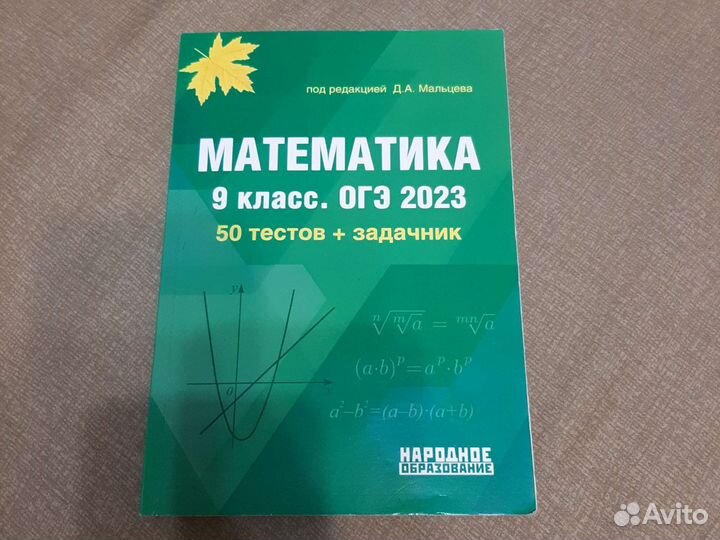 под редакцией Д.А. Мальцева
МАТЕМАТИКА
9 класс. ОГЭ 2023
50 тестов + задачник
y
0
x
ⁿ√(ᵐ√a) = ᵐⁿ√a
(a·b)ᵖ=aᵖ·bᵖ
a²–b²=(a–b)·(a+b)
НАРОДНОЕ
ОБРАЗОВАНИЕ
Avito